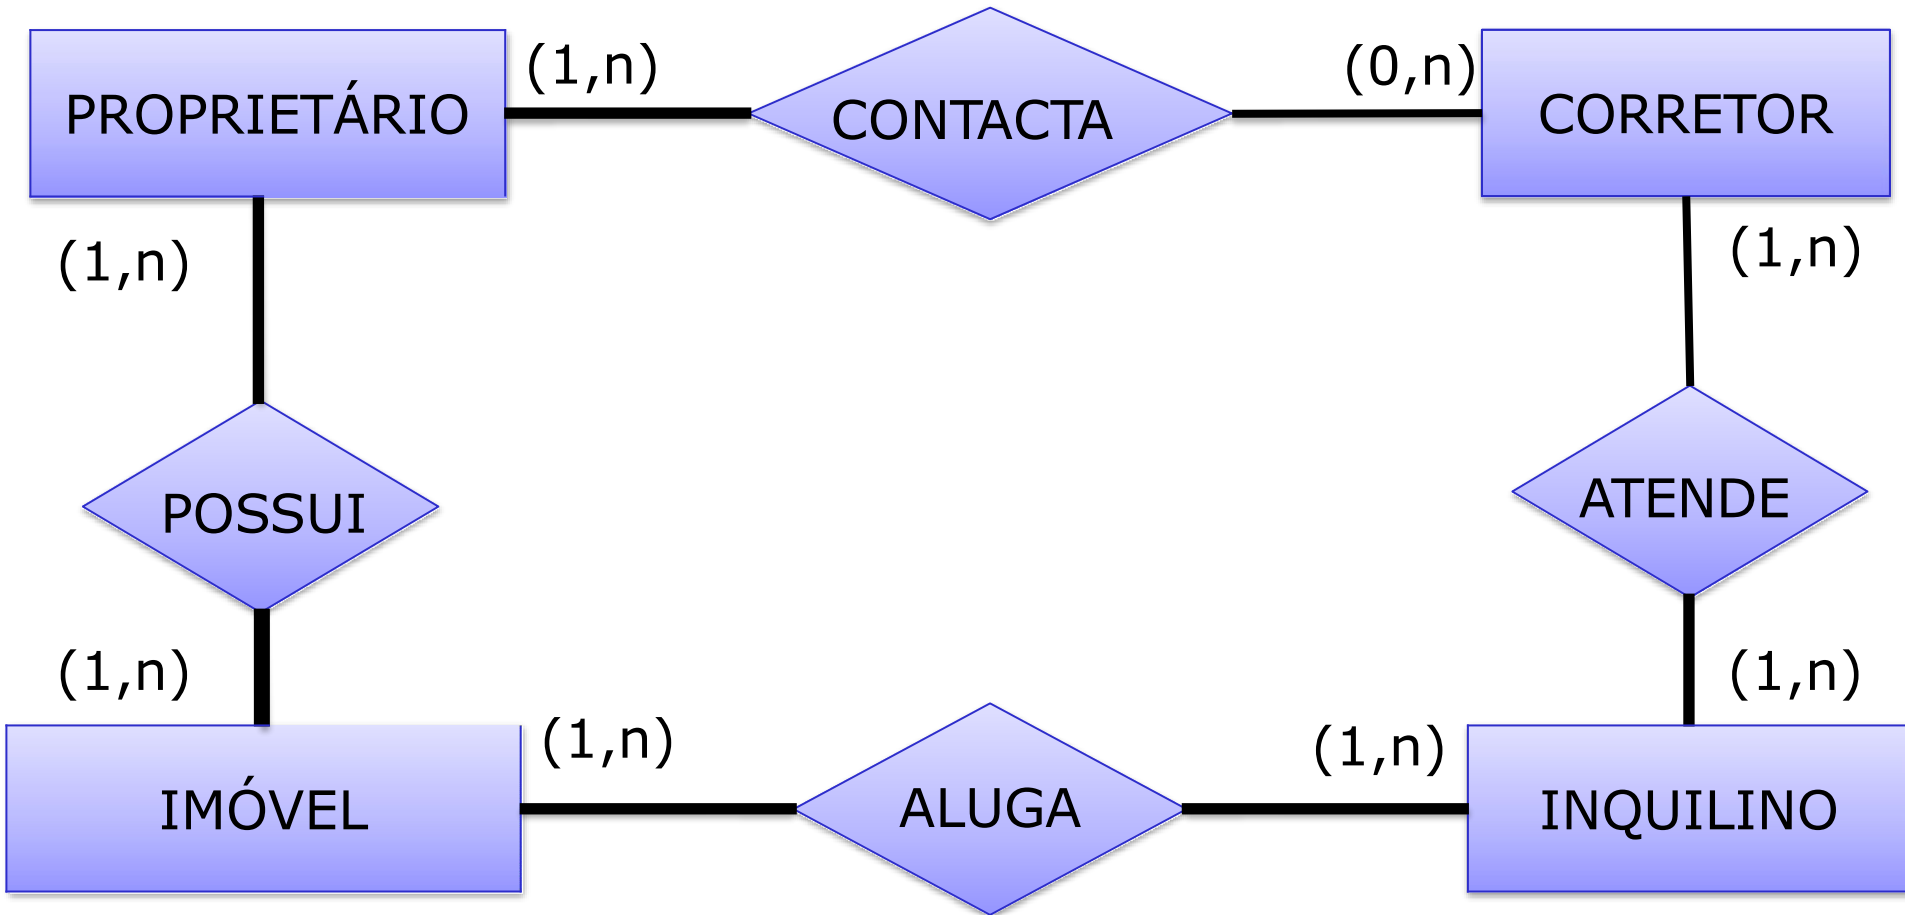 PROPRIETÁRIO
(1,n)
CONTACTA
(0,n)
CORRETOR
(1,n)
(1,n)
POSSUI
ATENDE
(1,n)
(1,n)
IMÓVEL
(1,n)
ALUGA
(1,n)
INQUILINO